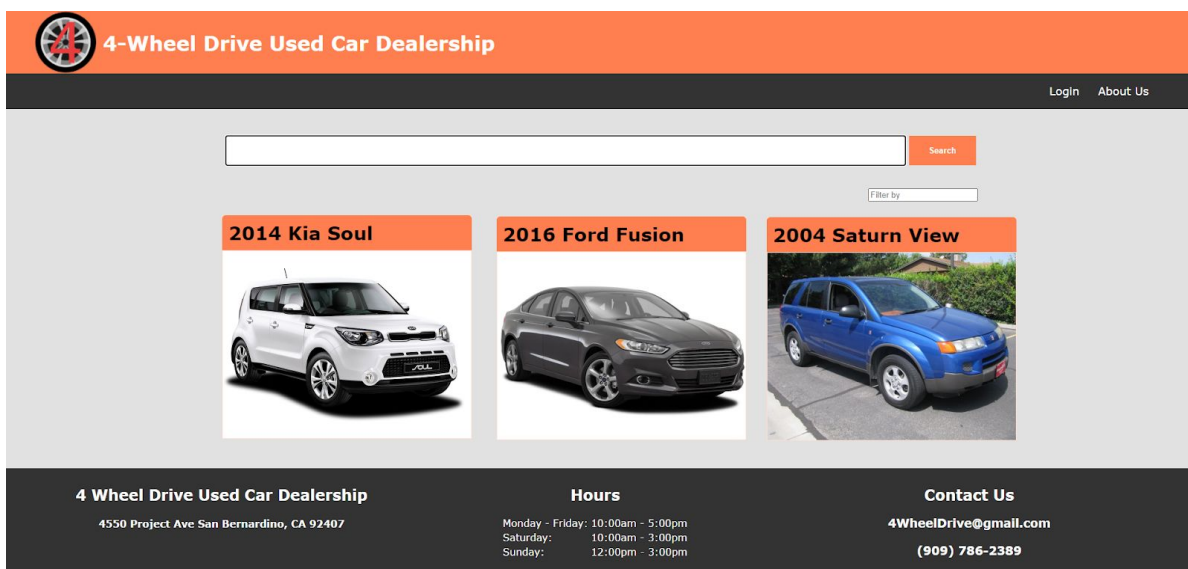 4
4-Wheel Drive Used Car Dealership
Login About Us
Search
Filter by
2014 Kia Soul
2016 Ford Fusion
2004 Saturn View
SOUL
4 Wheel Drive Used Car Dealership
4550 Project Ave San Bernardino, CA 92407
Hours
Monday - Friday: 10:00am - 5:00pm
Saturday: 10:00am - 3:00pm
Sunday: 12:00pm - 3:00pm
Contact Us
4WheelDrive@gmail.com
(909) 786-2389